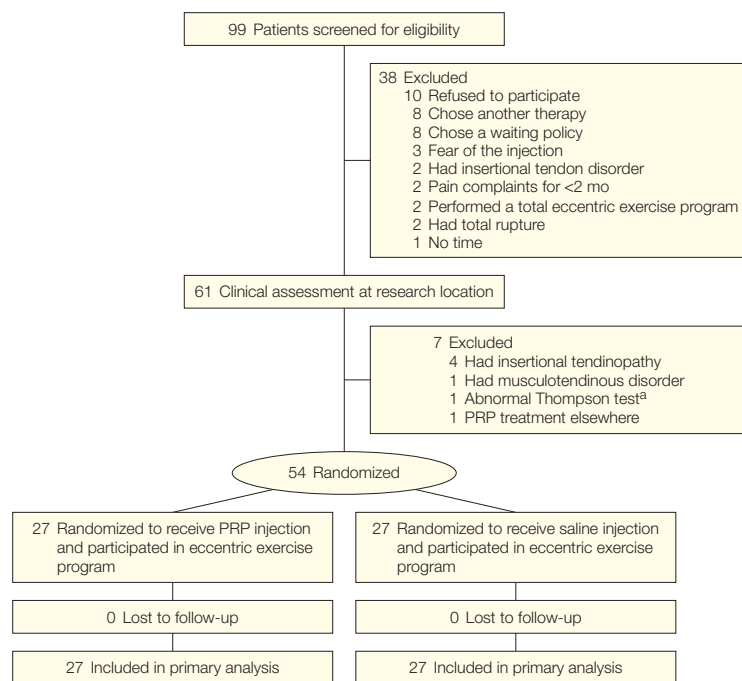 99 Patients screened for eligibility
38 Excluded
10 Refused to participate
8 Chose another therapy
8 Chose a waiting policy
3 Fear of the injection
2 Had insertional tendon disorder
2 Pain complaints for <2 mo
2 Performed a total eccentric exercise program
2 Had total rupture
1 No time
61 Clinical assessment at research location
7 Excluded
4 Had insertional tendinopathy
1 Had musculotendinous disorder
1 Abnormal Thompson testª
1 PRP treatment elsewhere
54 Randomized
27 Randomized to receive PRP injection
and participated in eccentric exercise
program
27 Randomized to receive saline injection
and participated in eccentric exercise
program
0 Lost to follow-up
0 Lost to follow-up
27 Included in primary analysis
27 Included in primary analysis